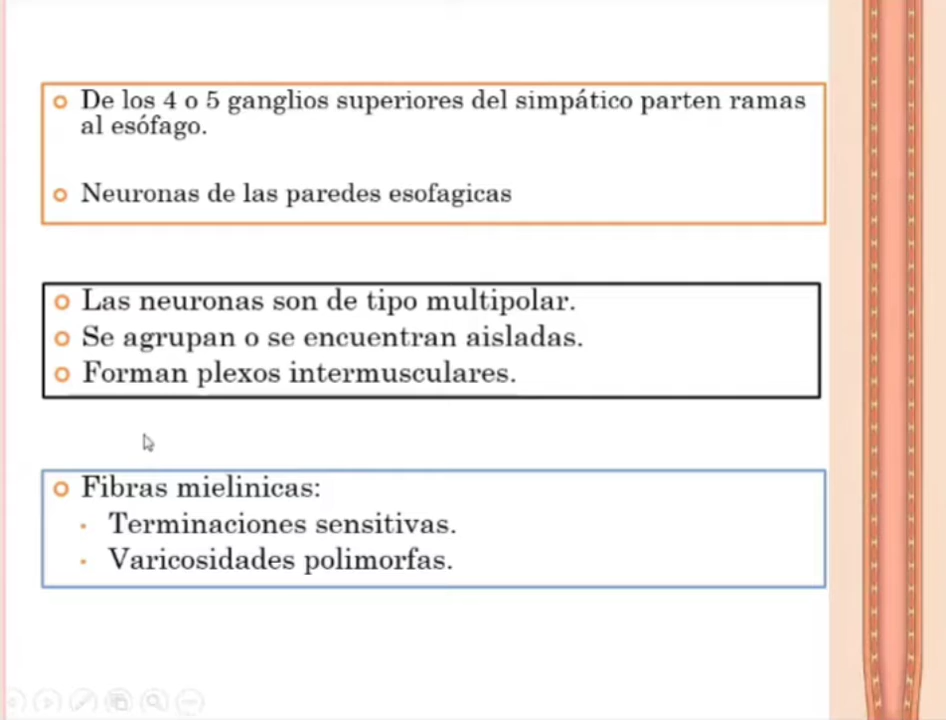 De los 4 o 5 ganglios superiores del simpático parten ramas
al esófago.
Neuronas de las paredes esofagicas
Las neuronas son de tipo multipolar.
Se agrupan o se encuentran aisladas.
Forman plexos intermusculares.
Fibras mielinicas:
Terminaciones sensitivas.
Varicosidades polimorfas.